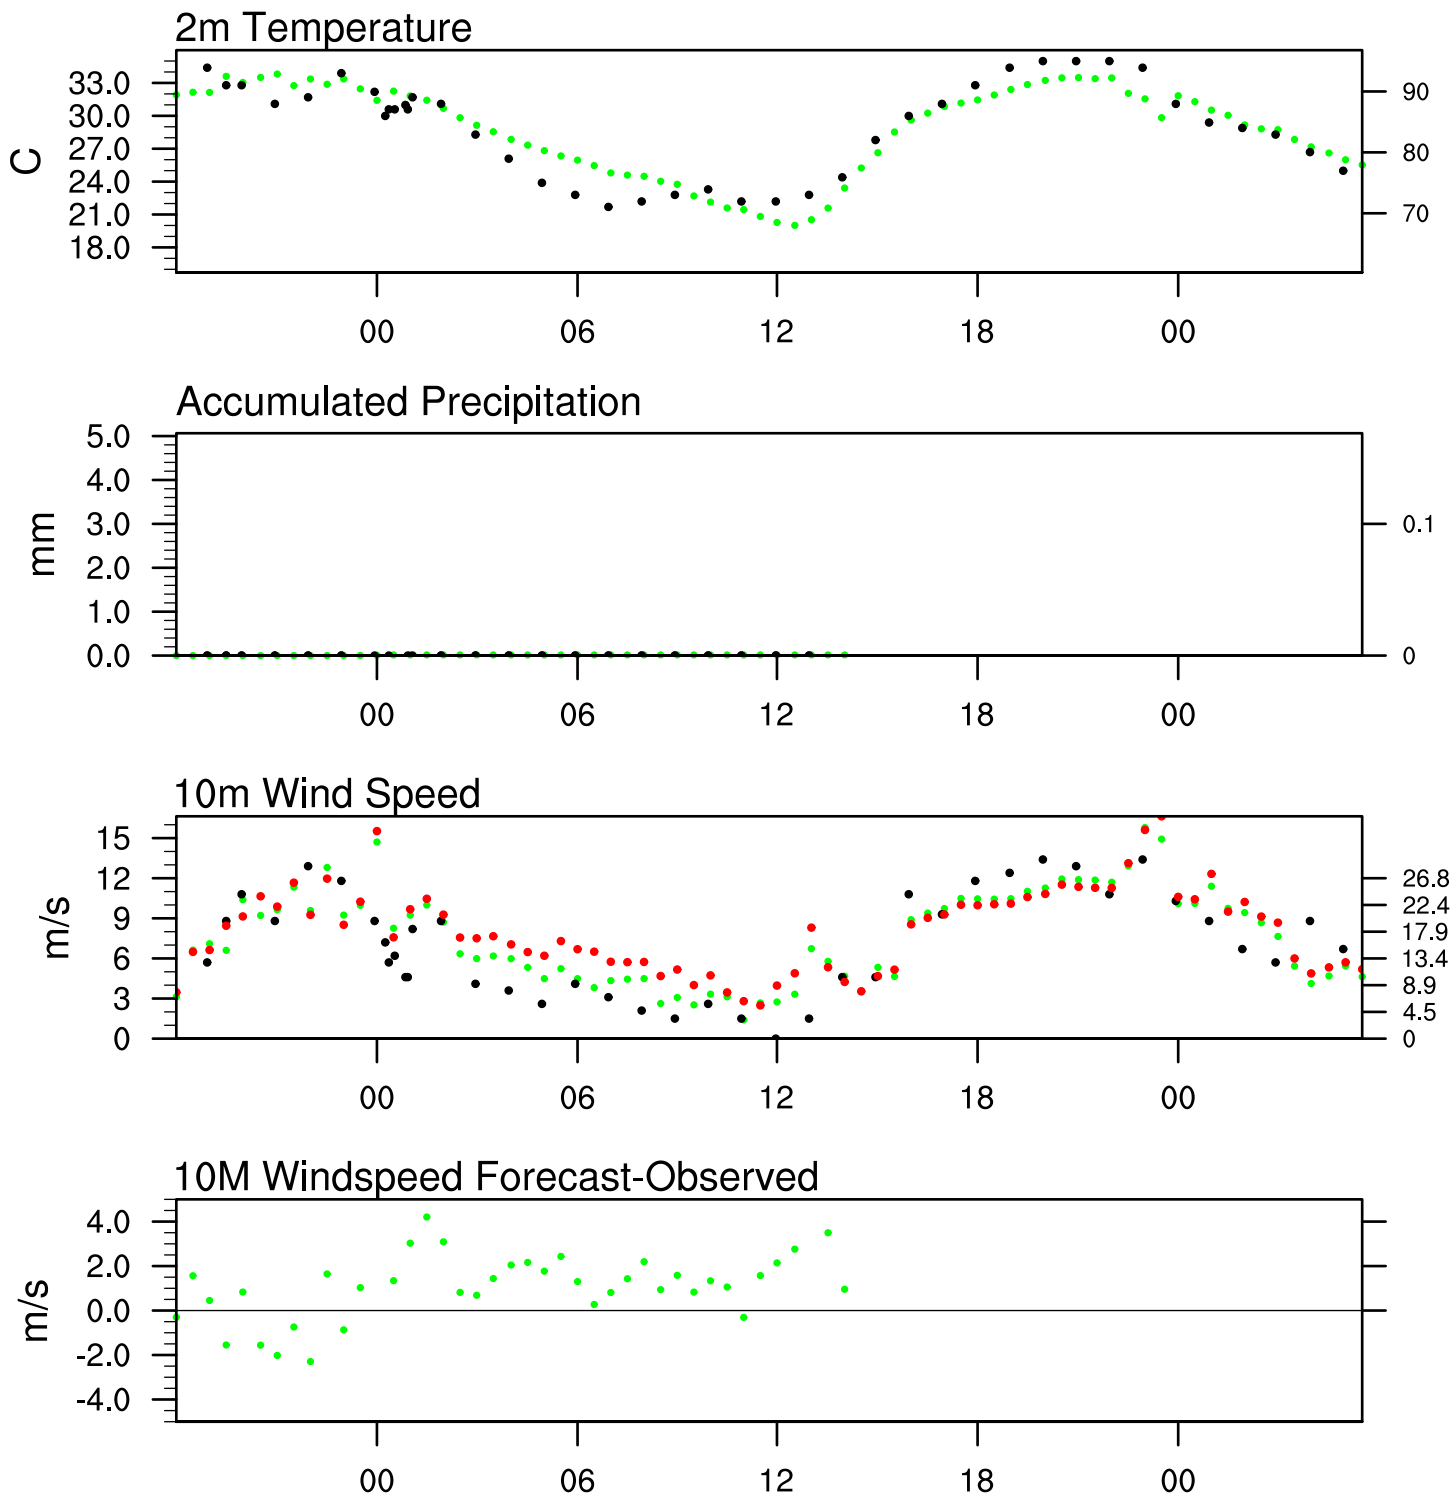 2m Temperature
33.0
30.0
27.0
24.0
21.0
18.0
C
90
80
70
00 06 12 18 00
Accumulated Precipitation
5.0
4.0
3.0
2.0
1.0
0.0
mm
0.1
0
00 06 12 18 00
10m Wind Speed
15
12
9
6
3
0
m/s
26.8
22.4
17.9
13.4
8.9
4.5
0
00 06 12 18 00
10M Windspeed Forecast-Observed
4.0
2.0
0.0
-2.0
-4.0
m/s
00 06 12 18 00